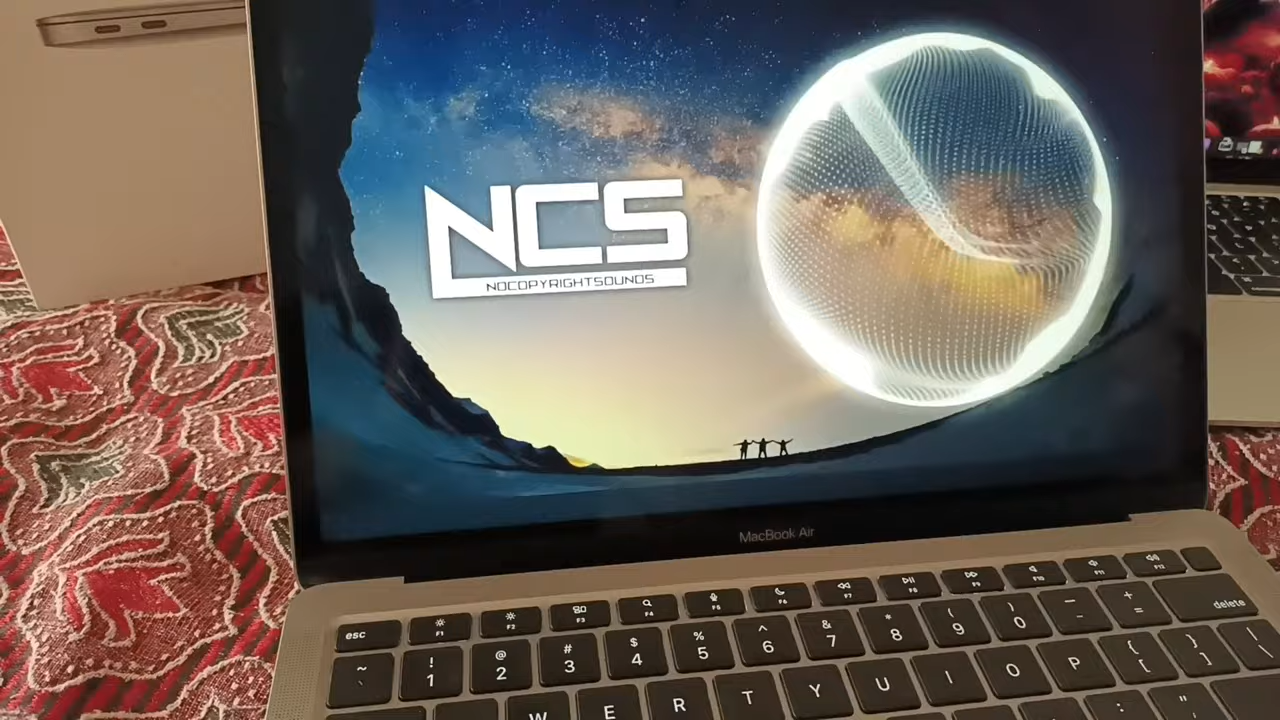 NCS
NOCOPYRIGHTSOUNDS
MacBook Air
esc F1 F2 F3 F4 F5 F6 F7 F8 F9 F10 F11 F12
~ ! @ # $ % ^ & * ( ) _ + delete
` 1 2 3 4 5 6 7 8 9 0 - =
W E R T Y U I O P { [ } ] | \
: "